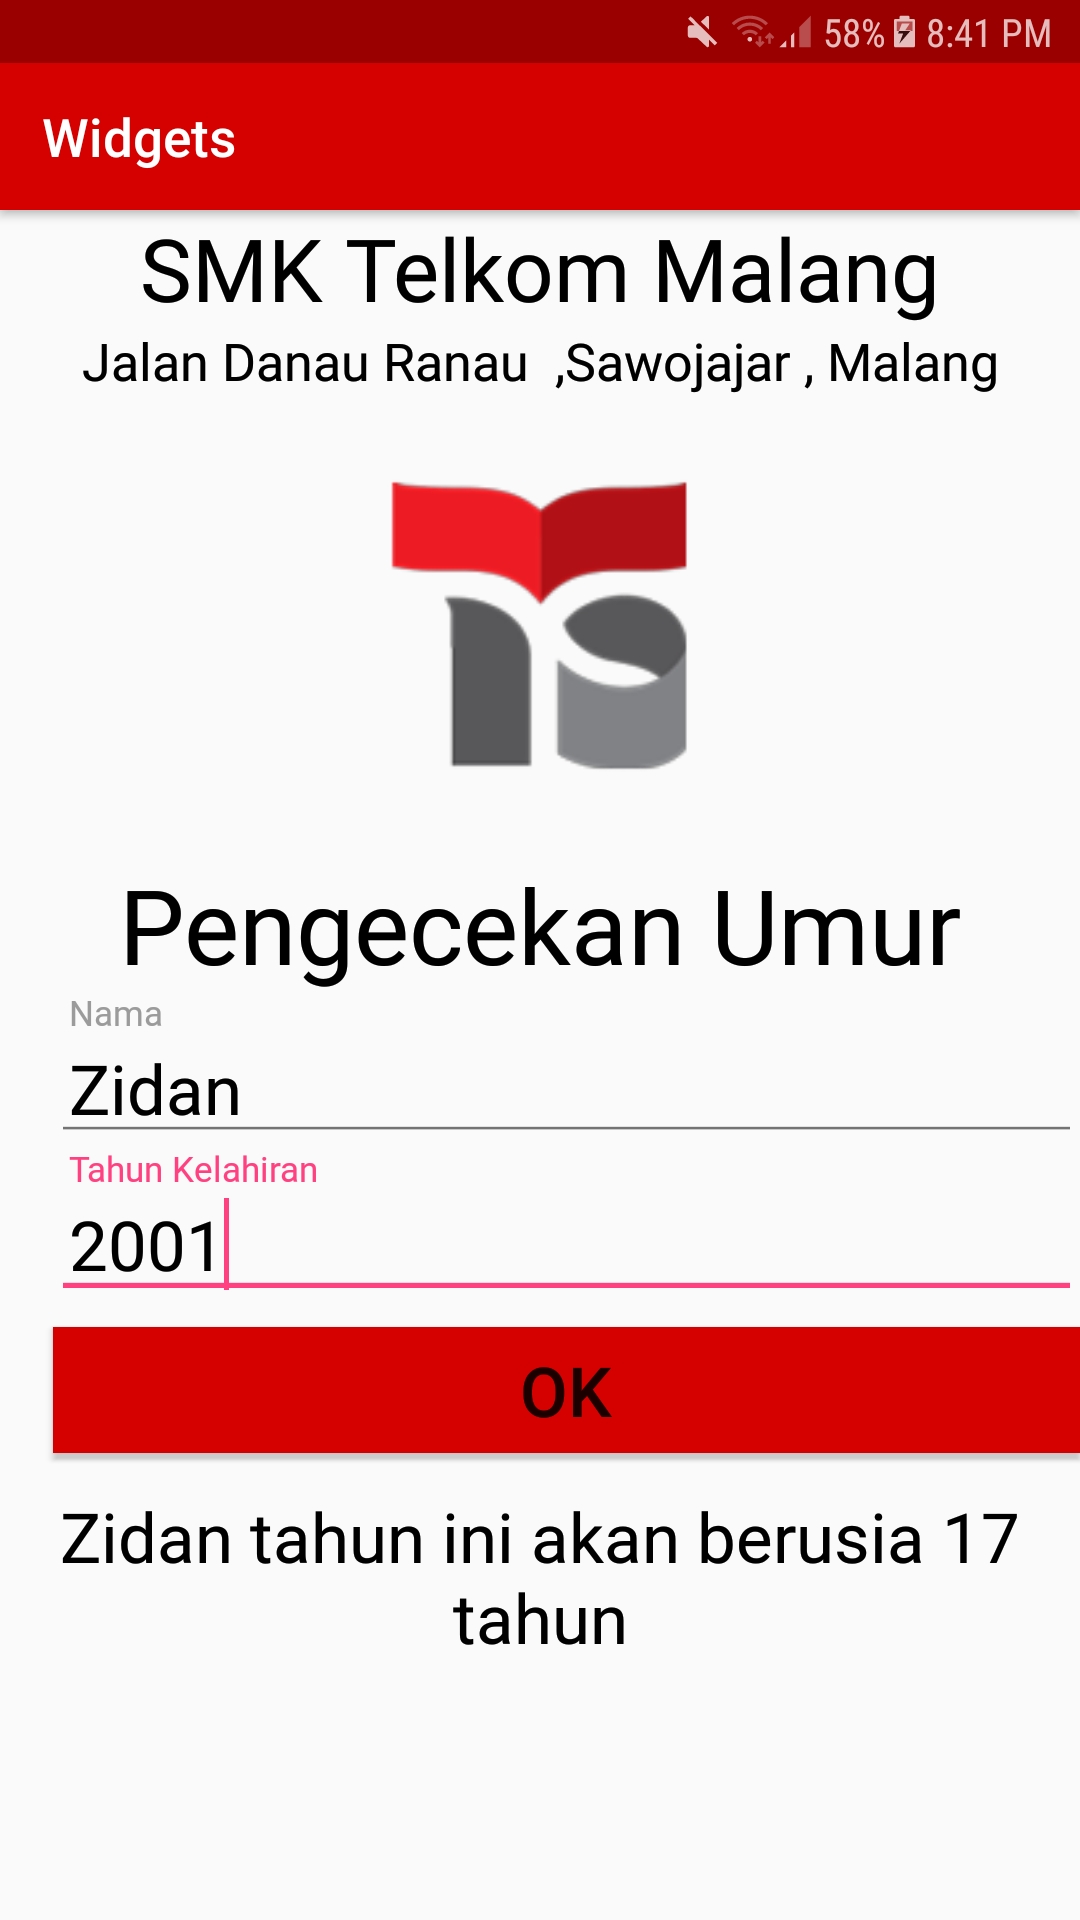 58% 8:41 PM
Widgets
SMK Telkom Malang
Jalan Danau Ranau  ,Sawojajar , Malang
Pengecekan Umur
Nama
Zidan
Tahun Kelahiran
2001
OK
Zidan tahun ini akan berusia 17
tahun